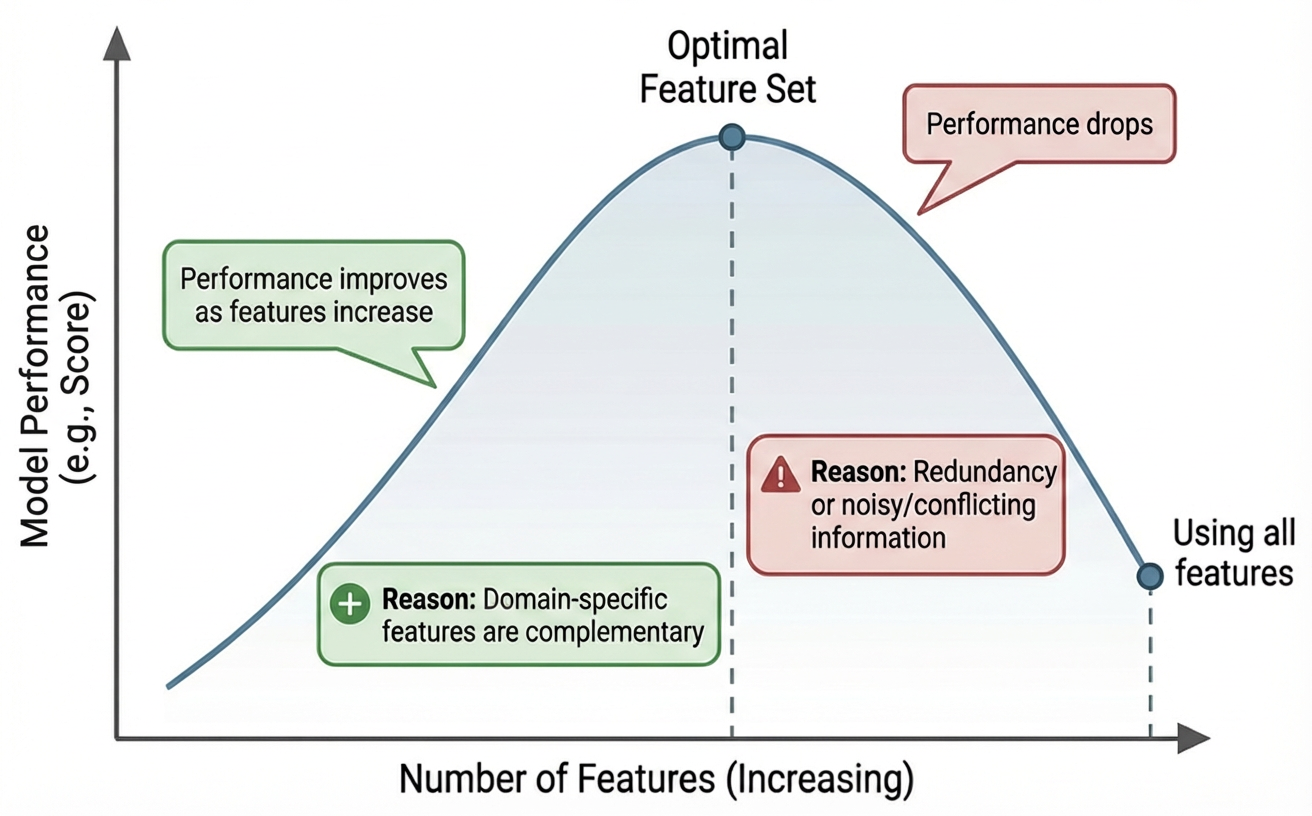 Optimal
Feature Set
Performance drops
Performance improves
as features increase
Model Performance
(e.g., Score)
Reason: Redundancy
or noisy/conflicting
information
Using all
features
Reason: Domain-specific
features are complementary
Number of Features (Increasing)